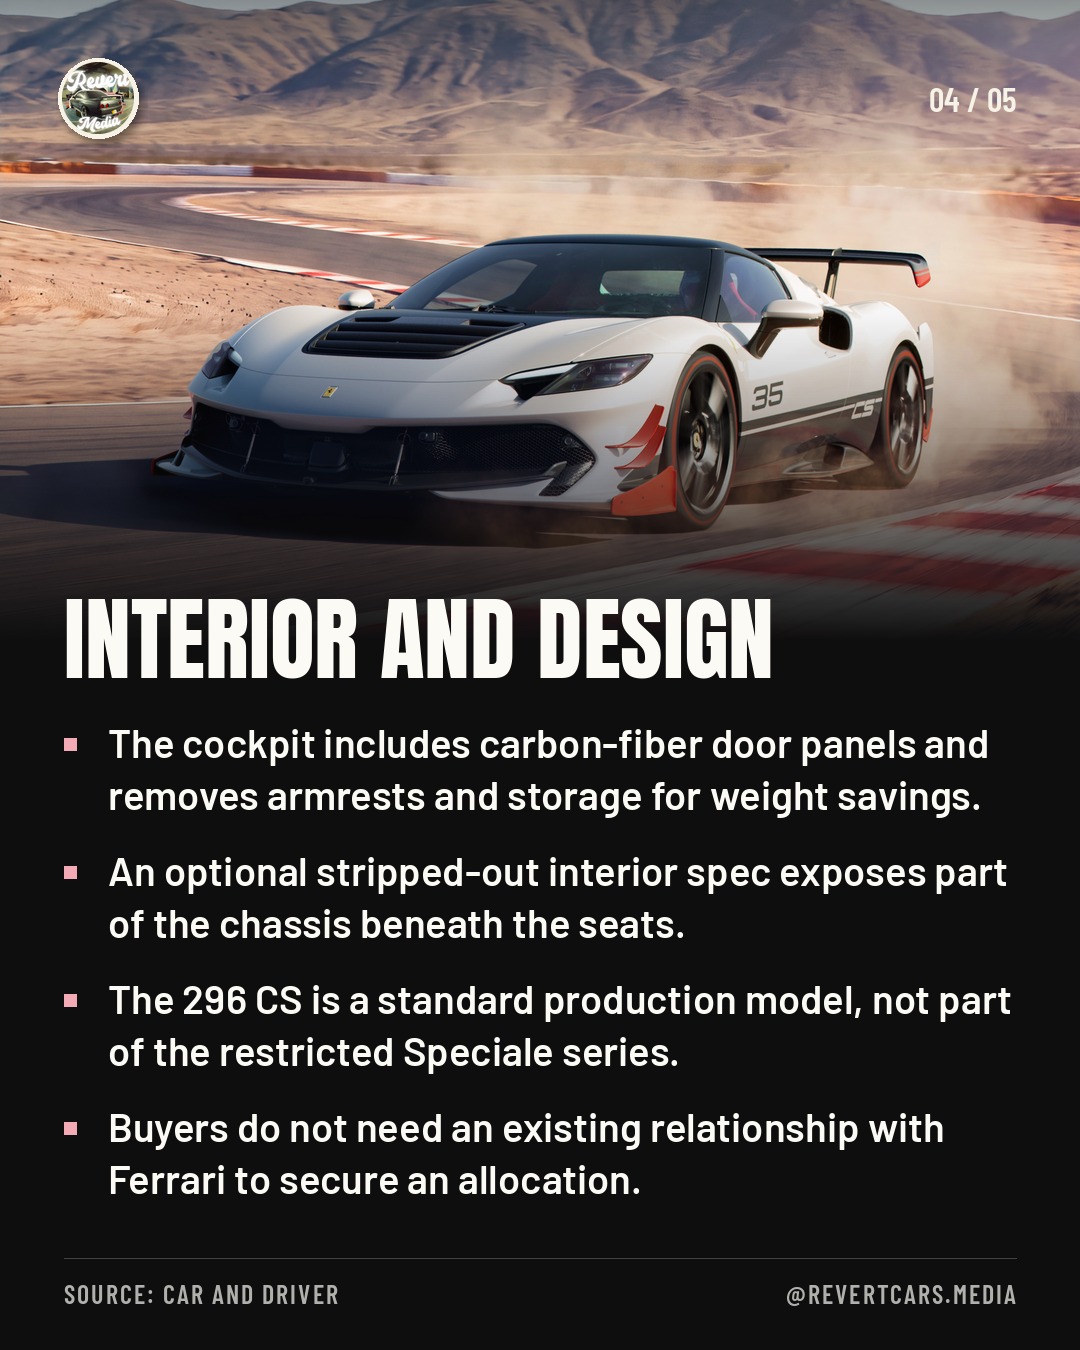 Revert
Media
04 / 05
35
CS
INTERIOR AND DESIGN
The cockpit includes carbon-fiber door panels and
removes armrests and storage for weight savings.
An optional stripped-out interior spec exposes part
of the chassis beneath the seats.
The 296 CS is a standard production model, not part
of the restricted Speciale series.
Buyers do not need an existing relationship with
Ferrari to secure an allocation.
SOURCE: CAR AND DRIVER
@REVERTCARS.MEDIA